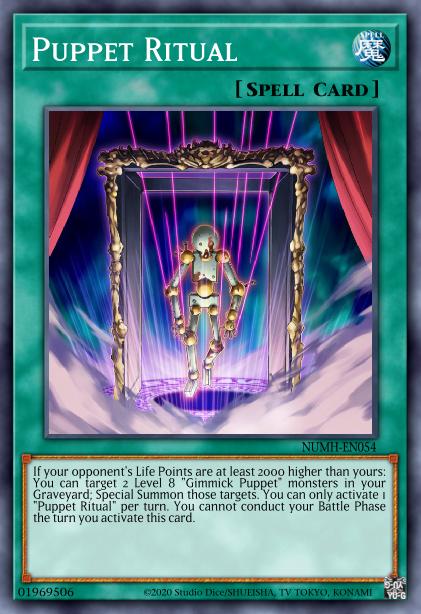 PUPPET RITUAL
SPELL
魔
[SPELL CARD]
NUMH-EN054
If your opponent's Life Points are at least 2000 higher than yours:
You can target 2 Level 8 "Gimmick Puppet" monsters in your
Graveyard; Special Summon those targets. You can only activate 1
"Puppet Ritual" per turn. You cannot conduct your Battle Phase
the turn you activate this card.
01969506
©2020 Studio Dice/SHUEISHA, TV TOKYO, KONAMI